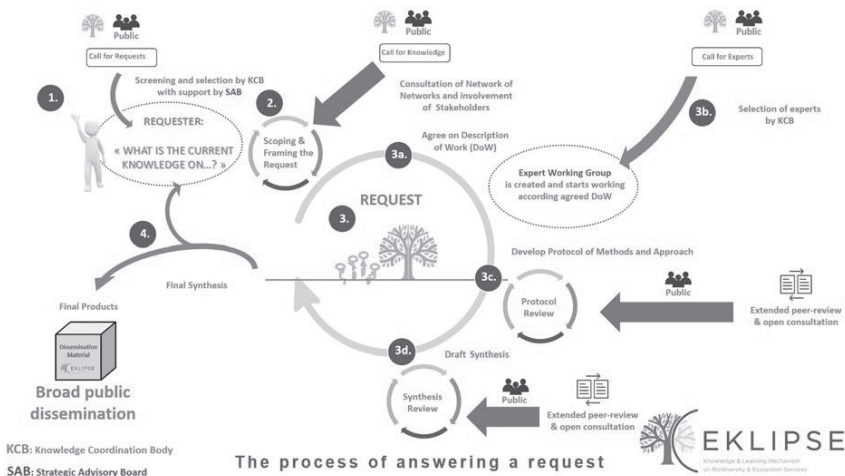 Public
Call for Requests
Screening and selection by KCB
with support by SAB
1.
REQUESTER:
« WHAT IS THE CURRENT
KNOWLEDGE ON...? »
Public
Call for Knowledge
Consultation of Network of
Networks and involvement
of Stakeholders
2.
Scoping &
Framing the
Request
Agree on Description
of Work (DoW)
3a.
Public
Call for Experts
3b.
Selection of experts
by KCB
Expert Working Group
is created and starts working
according agreed DoW
REQUEST
3.
Develop Protocol of Methods and Approach
3c.
Protocol
Review
Public
Extended peer-review
& open consultation
3d.
Draft Synthesis
Synthesis
Review
Public
Extended peer-review
& open consultation
4.
Final Synthesis
Final Products
Dissemination
Material
EKLIPSE
Broad public
dissemination
KCB: Knowledge Coordination Body
SAB: Strategic Advisory Board
The process of answering a request
EKLIPSE
Knowledge & Learning Mechanism
on Biodiversity & Ecosystem Services